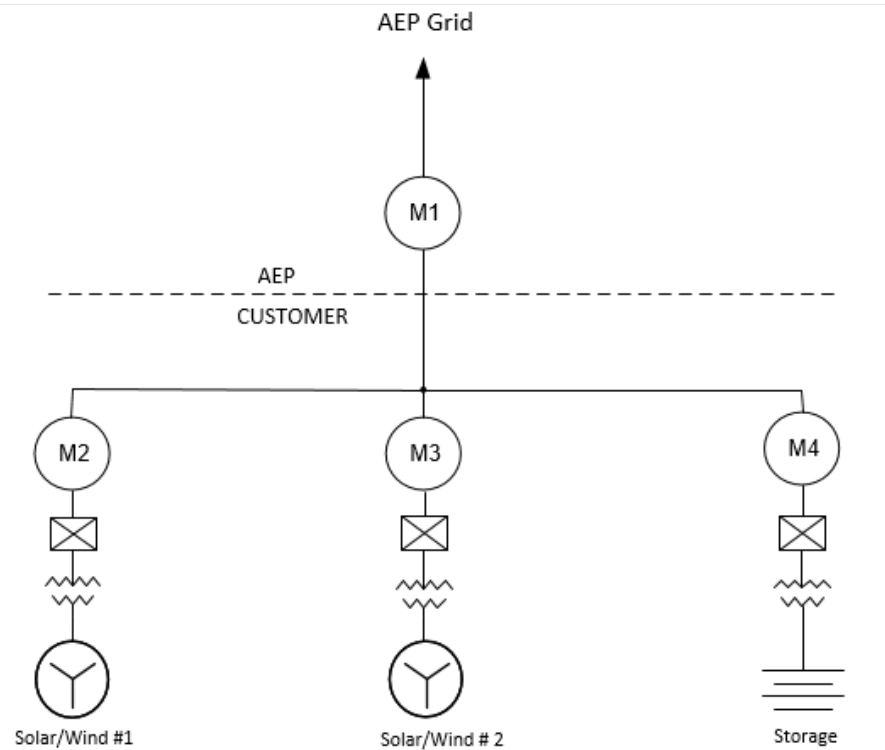 AEP Grid
M1
AEP
CUSTOMER
M2
M3
M4
Solar/Wind #1
Solar/Wind # 2
Storage